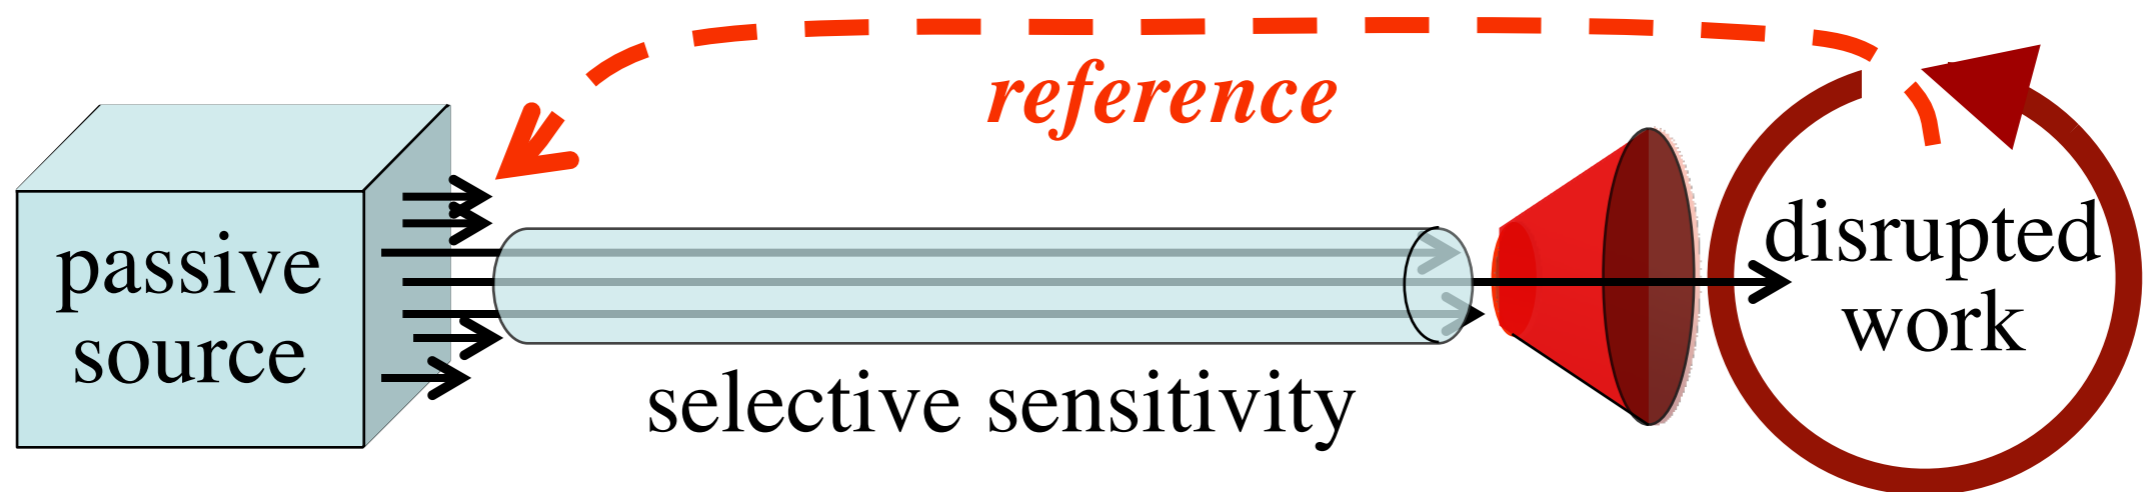 reference
passive
source
selective sensitivity
disrupted
work